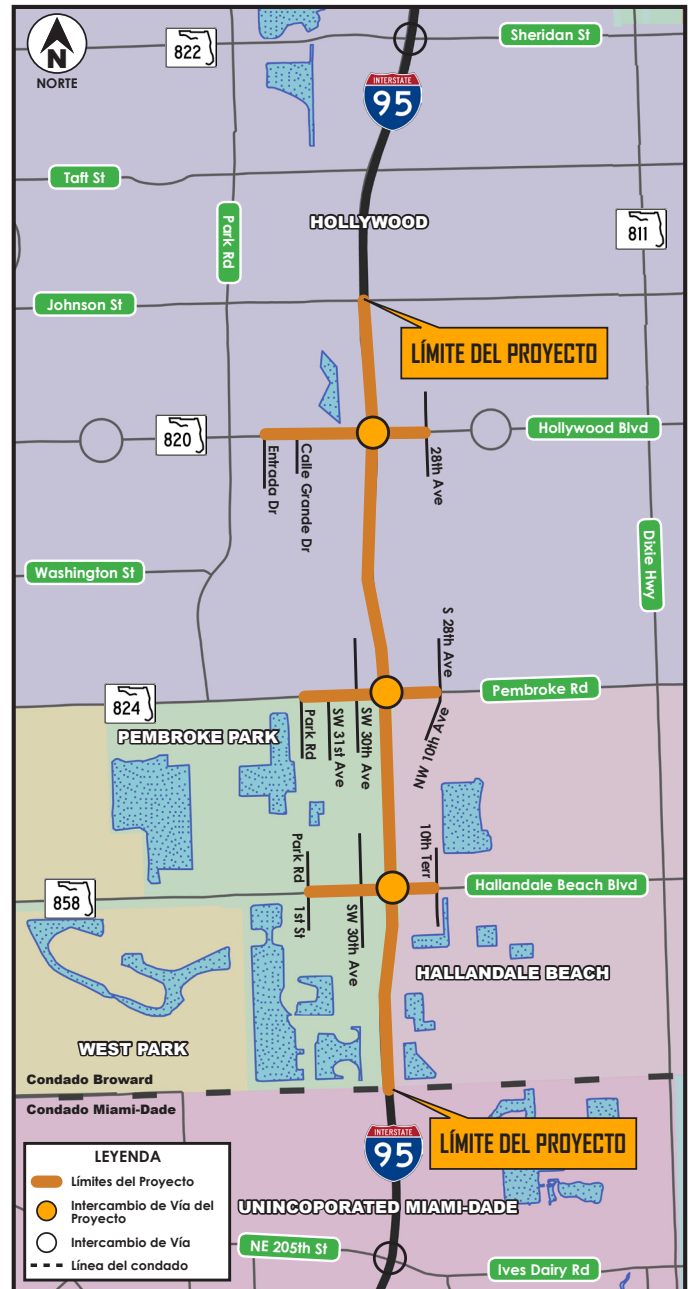 N
NORTE
822
Sheridan St
INTERSTATE
95
Taft St
Park Rd
HOLLYWOOD
811
Johnson St
LÍMITE DEL PROYECTO
820
Hollywood Blvd
Entrada Dr
Calle Grande Dr
28th Ave
Dixie Hwy
Washington St
S 28th Ave
824
Pembroke Rd
PEMBROKE PARK
Park Rd
SW 31st Ave
SW 30th Ave
NW 10th Ave
Park Rd
10th Terr
858
Hallandale Beach Blvd
1st St
SW 30th Ave
HALLANDALE BEACH
WEST PARK
Condado Broward
Condado Miami-Dade
INTERSTATE
95
LÍMITE DEL PROYECTO
UNINCOPORATED MIAMI-DADE
NE 205th St
Ives Dairy Rd
LEYENDA
Límites del Proyecto
Intercambio de Vía del
Proyecto
Intercambio de Vía
Línea del condado